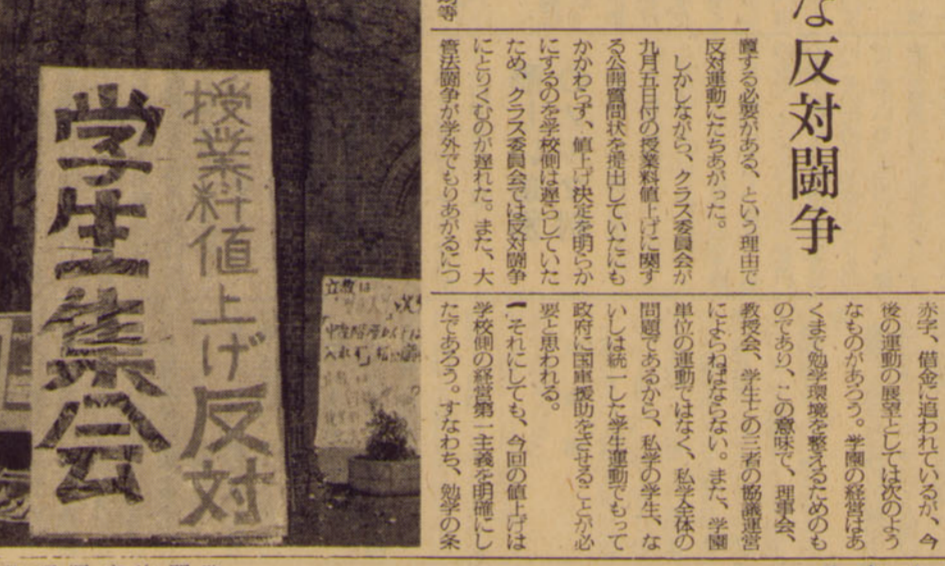 な反対闘争
等
する必要がある、という理由で
反対運動にたちあがった。
しかしながら、クラス委員会が
九月五日付の授業料値上げに関す
る公開質問状を提出していたにも
かかわらず、値上げ決定を明らか
にするのを学校側は遅らしていた
ため、クラス委員会では反対闘争
にとりくむのが遅れた。また、大
管法闘争が学外でもりあがるにつ
赤字、借金に追われているが、今
後の運動の展望としては次のよう
なものがあろう。学園の経営はあ
くまで勉学環境を整えるためのも
のであり、この意味で、理事会、
教授会、学生との三者の協議運営
によらねばならない。また、学園
単位の運動ではなく、私学全体の
問題であるから、私学の学生、な
いしは統一した学生運動でもって
政府に国庫援助をさせることが必
要と思われる。
それにしても、今回の値上げは
学校側の経営第一主義を明確にし
たであろう。すなわち、勉学の条
授業料値上げ反対
学生集会
立教は